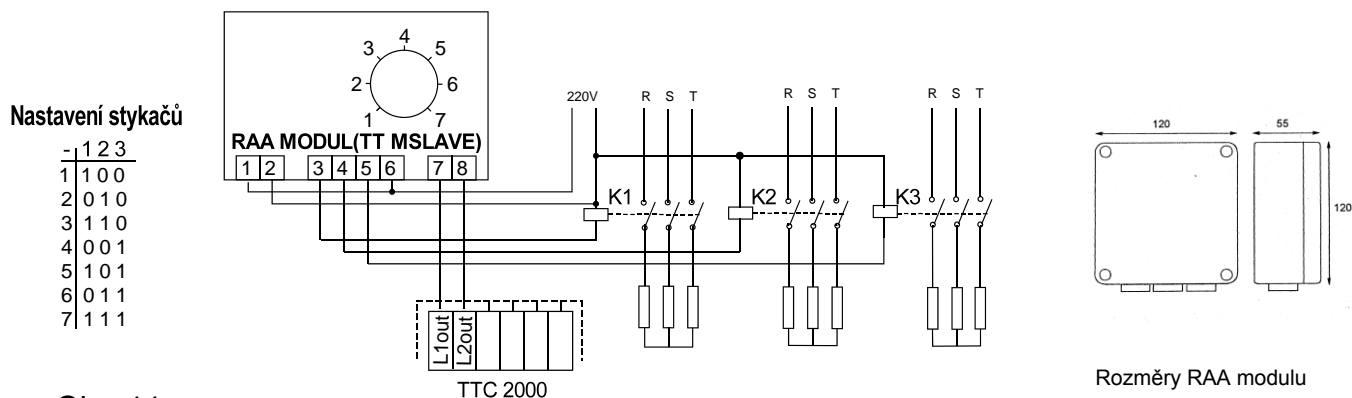 Nastavení stykačů
- 1 2 3
1 1 0 0
2 0 1 0
3 1 1 0
4 0 0 1
5 1 0 1
6 0 1 1
7 1 1 1
1 2 3 4 5 6 7
RAA MODUL(TT MSLAVE)
1 2 3 4 5 6 7 8
220V R S T R S T R S T
K1 K2 K3
L1out L2out
TTC 2000
120 55
120
Rozměry RAA modulu